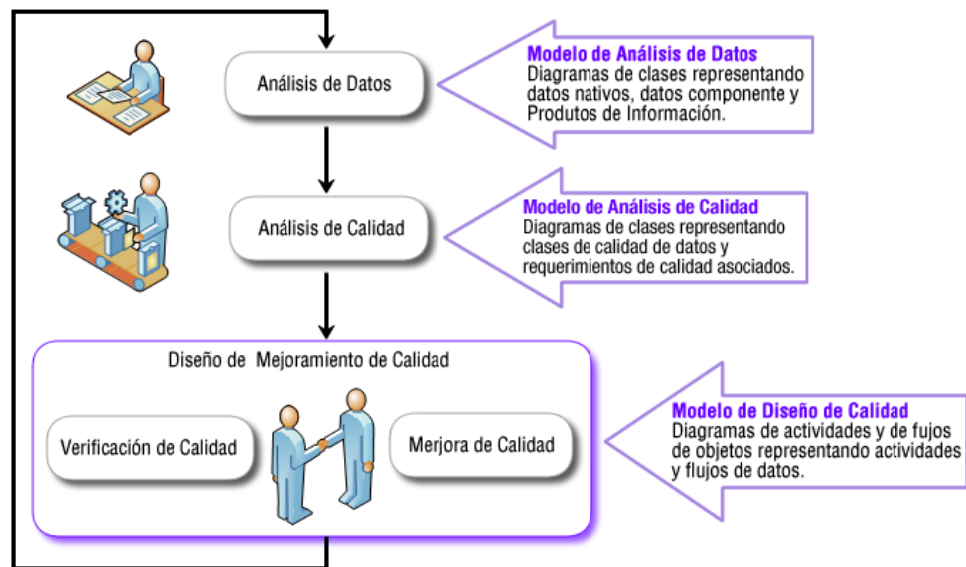 Análisis de Datos
Modelo de Análisis de Datos
Diagramas de clases representando
datos nativos, datos componente y
Produtos de Información.
Análisis de Calidad
Modelo de Análisis de Calidad
Diagramas de clases representando
clases de calidad de datos y
requerimientos de calidad asociados.
Diseño de Mejoramiento de Calidad
Verificación de Calidad
Merjora de Calidad
Modelo de Diseño de Calidad
Diagramas de actividades y de fujos
de objetos representando actividades
y flujos de datos.